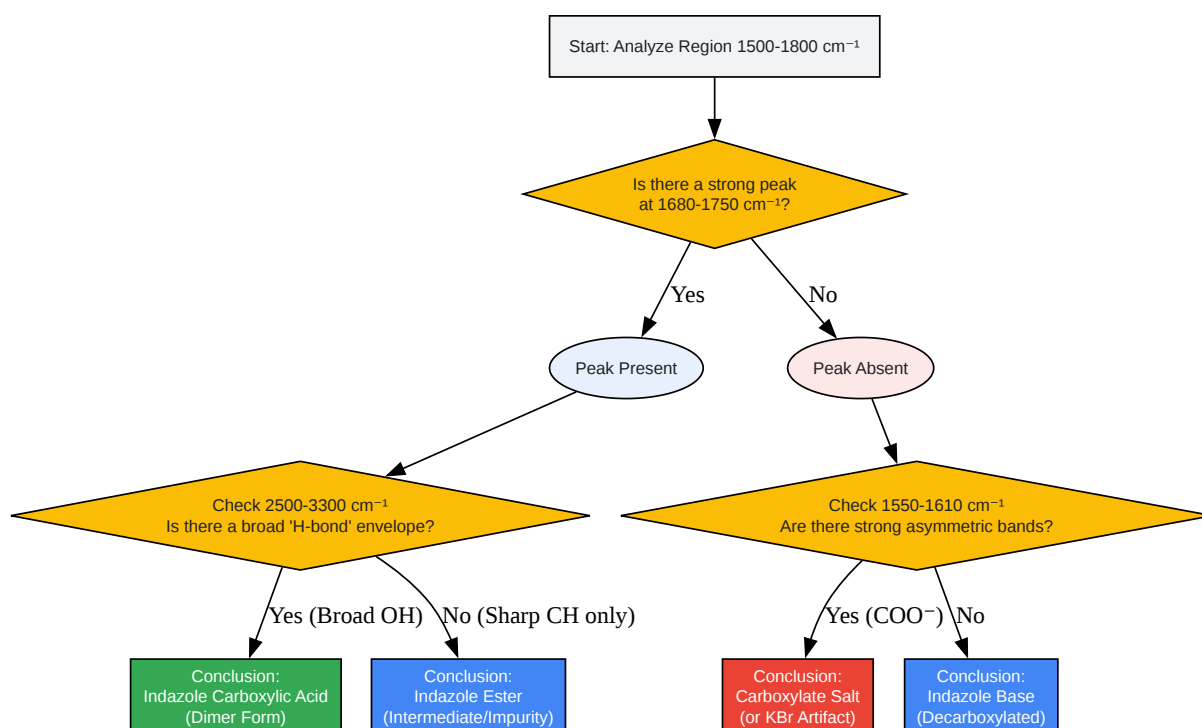 Start: Analyze Region 1500-1800 cm⁻¹
Is there a strong peak
at 1680-1750 cm⁻¹?
Yes
No
Peak Present
Peak Absent
Check 2500-3300 cm⁻¹
Is there a broad 'H-bond' envelope?
Check 1550-1610 cm⁻¹
Are there strong asymmetric bands?
Yes (Broad OH)
No (Sharp CH only)
Yes (COO⁻)
No
Conclusion:
Indazole Carboxylic Acid
(Dimer Form)
Conclusion:
Indazole Ester
(Intermediate/Impurity)
Conclusion:
Carboxylate Salt
(or KBr Artifact)
Conclusion:
Indazole Base
(Decarboxylated)